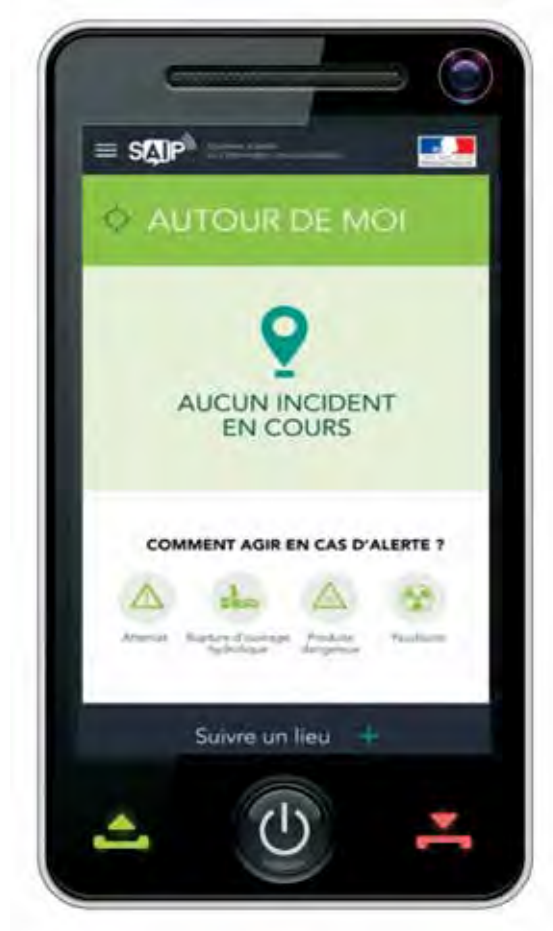 SAIP
AUTOUR DE MOI
AUCUN INCIDENT
EN COURS
COMMENT AGIR EN CAS D'ALERTE ?
Attentat
Rupture d'ouvrage
hydrolique
Produits
dangereux
Nucléaire
Suivre un lieu +